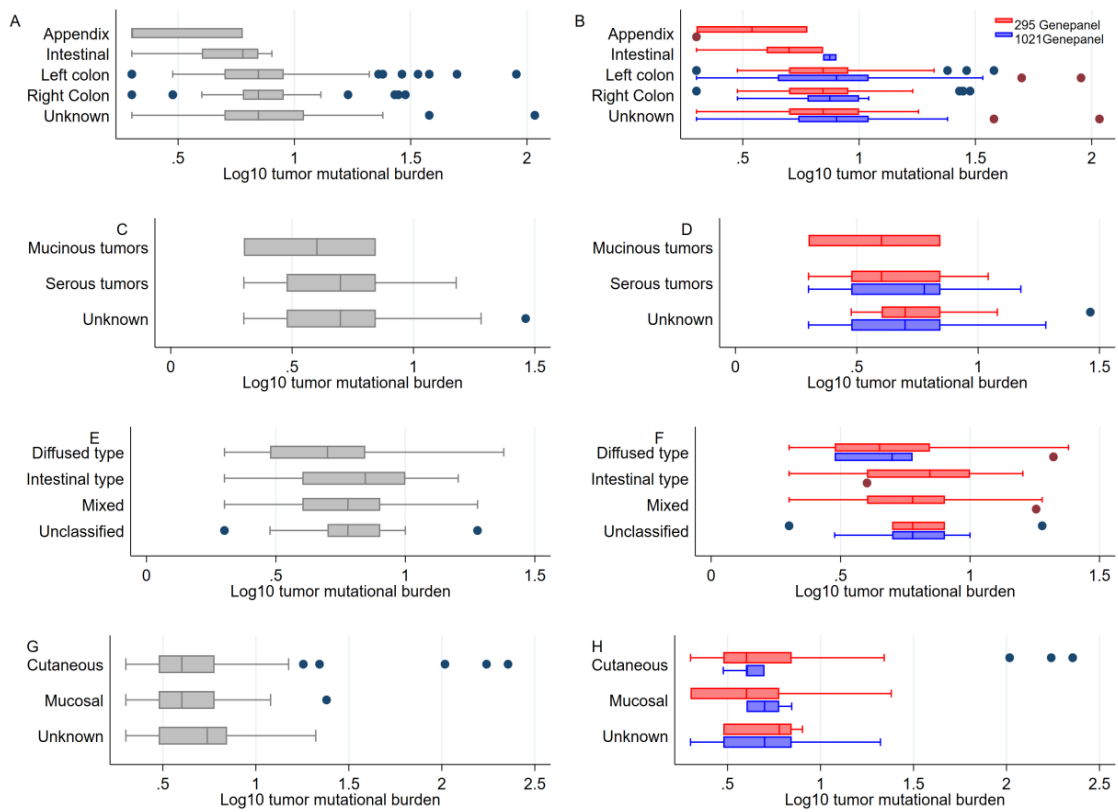 A
Appendix
Intestinal
Left colon
Right Colon
Unknown
.5 1 1.5 2
Log10 tumor mutational burden
B
295 Genepanel
1021Genepanel
Appendix
Intestinal
Left colon
Right Colon
Unknown
.5 1 1.5 2
Log10 tumor mutational burden
C
Mucinous tumors
Serous tumors
Unknown
0 .5 1 1.5
Log10 tumor mutational burden
D
Mucinous tumors
Serous tumors
Unknown
0 .5 1 1.5
Log10 tumor mutational burden
E
Diffused type
Intestinal type
Mixed
Unclassified
0 .5 1 1.5
Log10 tumor mutational burden
F
Diffused type
Intestinal type
Mixed
Unclassified
0 .5 1 1.5
Log10 tumor mutational burden
G
Cutaneous
Mucosal
Unknown
.5 1 1.5 2 2.5
Log10 tumor mutational burden
H
Cutaneous
Mucosal
Unknown
.5 1 1.5 2 2.5
Log10 tumor mutational burden